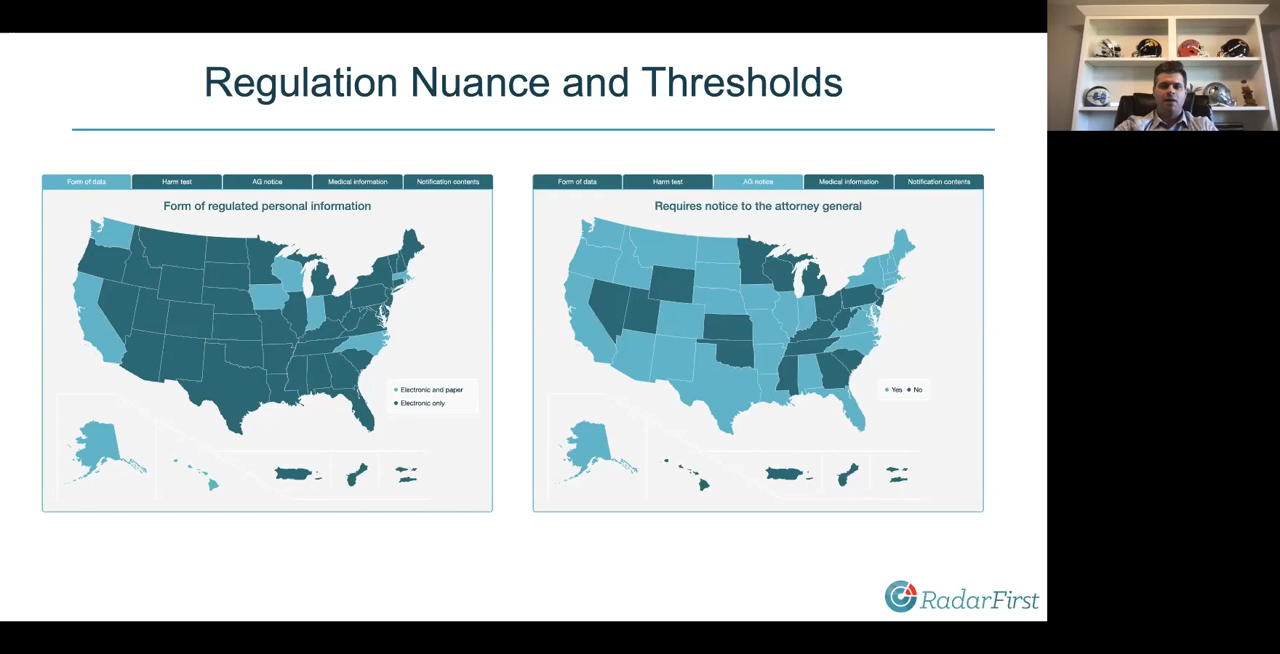 Regulation Nuance and Thresholds
Form of data Harm test AG notice Medical information Notification contents
Form of regulated personal information
Electronic and paper
Electronic only
Form of data Harm test AG notice Medical information Notification contents
Requires notice to the attorney general
Yes No
RadarFirst